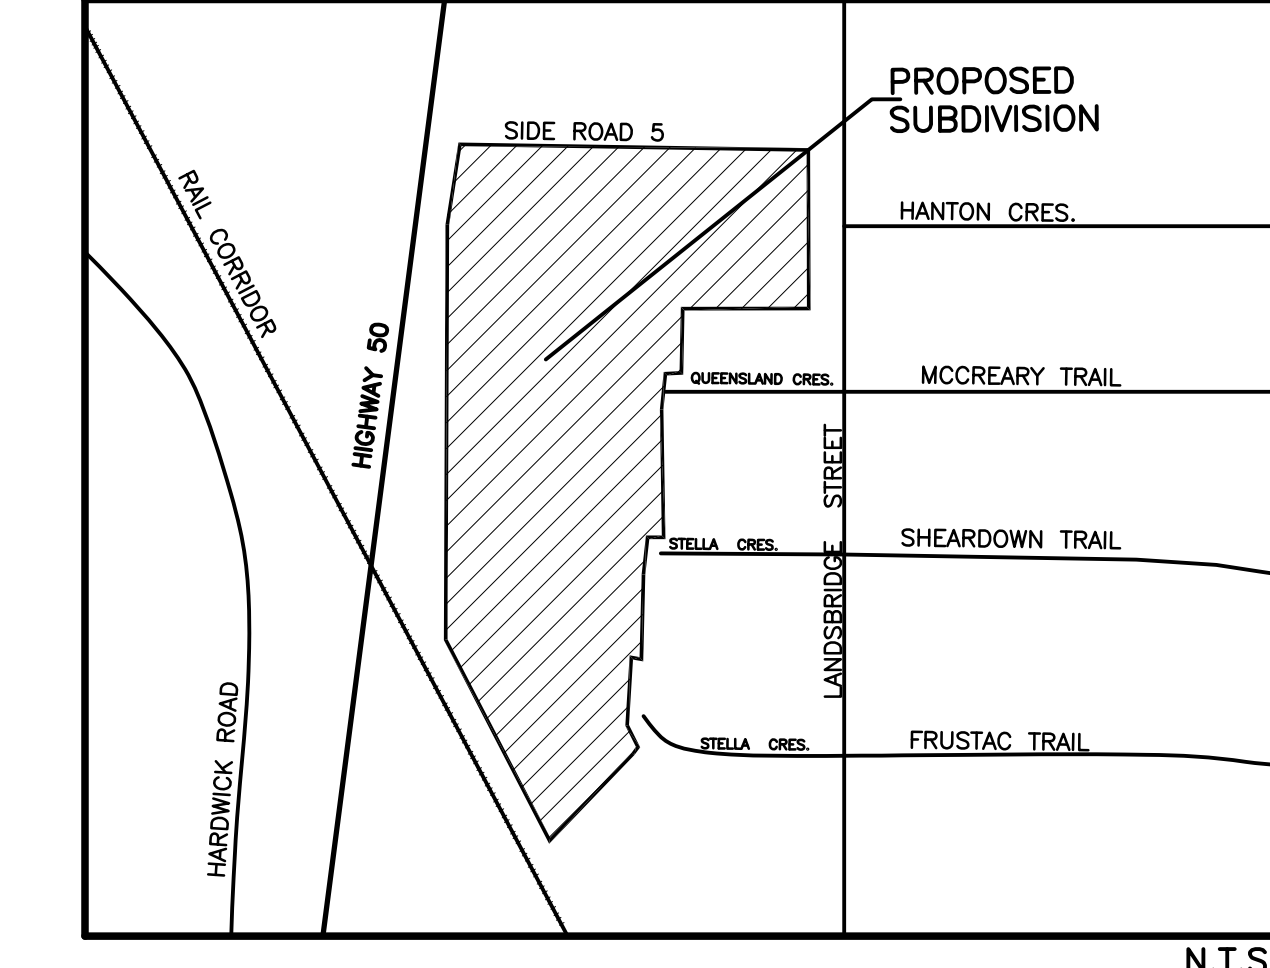 PROPOSED
SUBDIVISION
SIDE ROAD 5
RAIL CORRIDOR
HANTON CRES.
HIGHWAY 50
QUEENSLAND CRES.
MCCREARY TRAIL
LANDSBRIDGE STREET
STELLA CRES.
SHEARDOWN TRAIL
HARDWICK ROAD
STELLA CRES.
FRUSTAC TRAIL
N.T.S